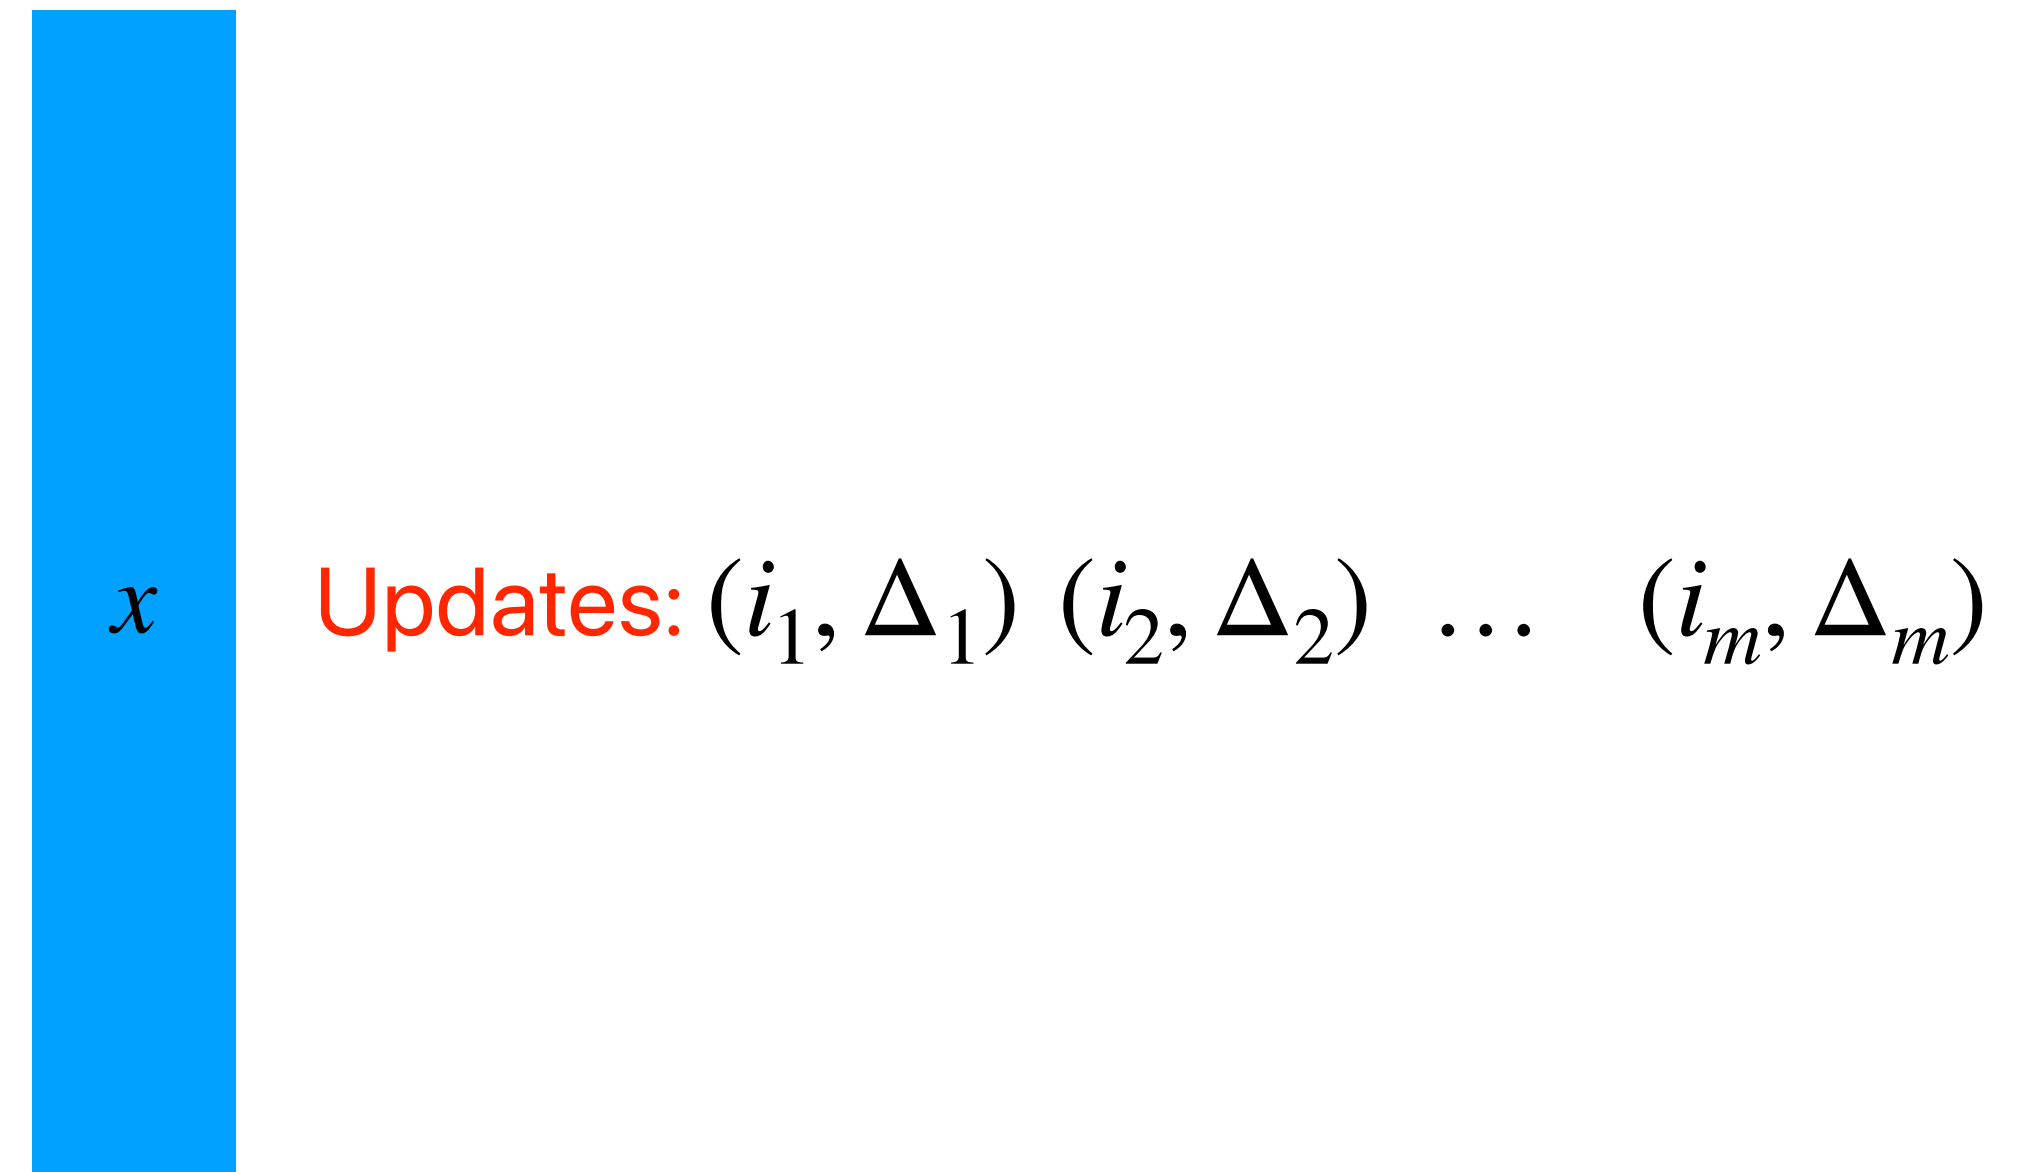 x
Updates: (i₁, Δ₁) (i₂, Δ₂) … (iₘ, Δₘ)